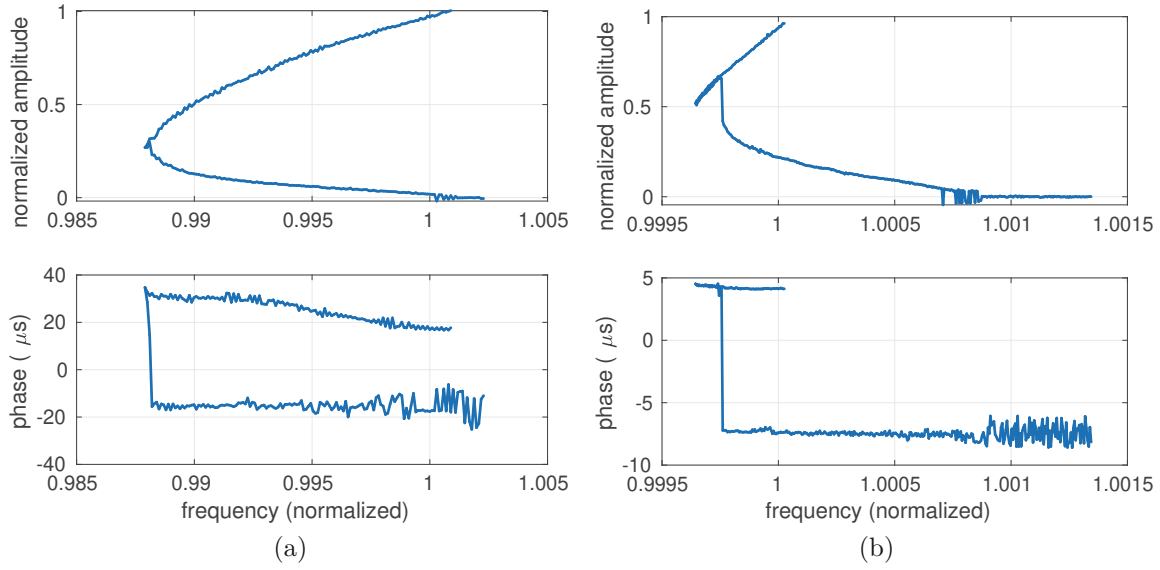 normalized amplitude
1
0.5
0
0.985 0.99 0.995 1 1.005
phase ( μs)
40
20
0
-20
-40
0.985 0.99 0.995 1 1.005
frequency (normalized)
(a)
normalized amplitude
1
0.5
0
0.9995 1 1.0005 1.001 1.0015
phase ( μs)
5
0
-5
-10
0.9995 1 1.0005 1.001 1.0015
frequency (normalized)
(b)